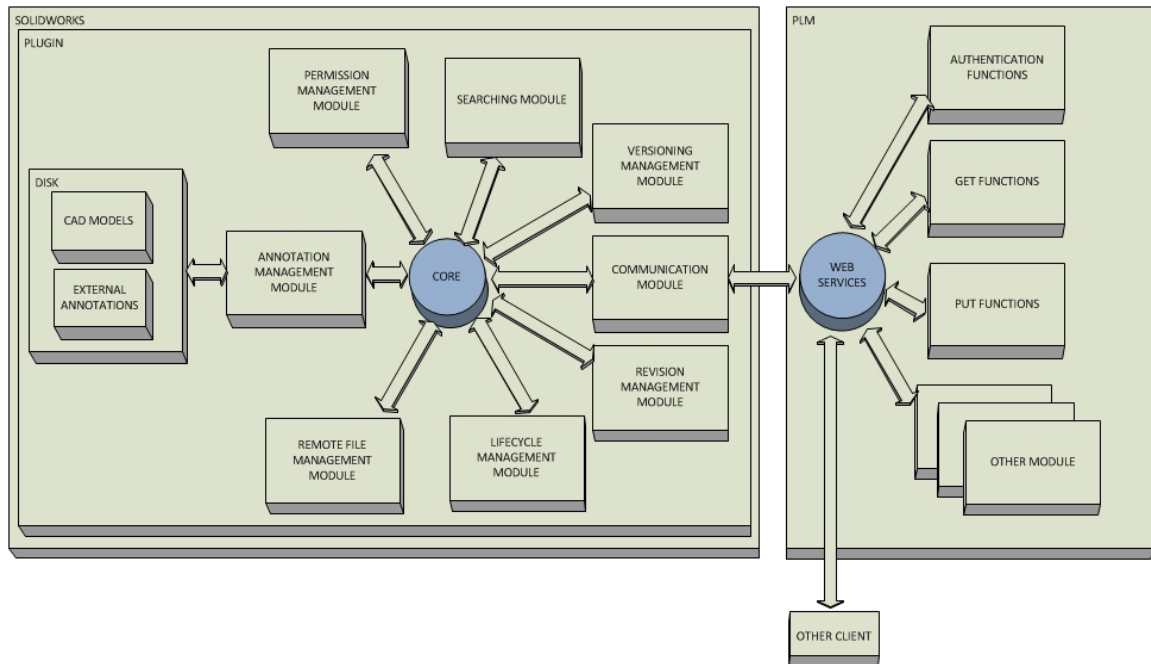 SOLIDWORKS
PLUGIN
PERMISSION
MANAGEMENT
MODULE
SEARCHING MODULE
VERSIONING
MANAGEMENT
MODULE
DISK
CAD MODELS
EXTERNAL
ANNOTATIONS
ANNOTATION
MANAGEMENT
MODULE
CORE
COMMUNICATION
MODULE
REVISION
MANAGEMENT
MODULE
REMOTE FILE
MANAGEMENT
MODULE
LIFECYCLE
MANAGEMENT
MODULE
PLM
AUTHENTICATION
FUNCTIONS
GET FUNCTIONS
WEB
SERVICES
PUT FUNCTIONS
OTHER MODULE
OTHER CLIENT